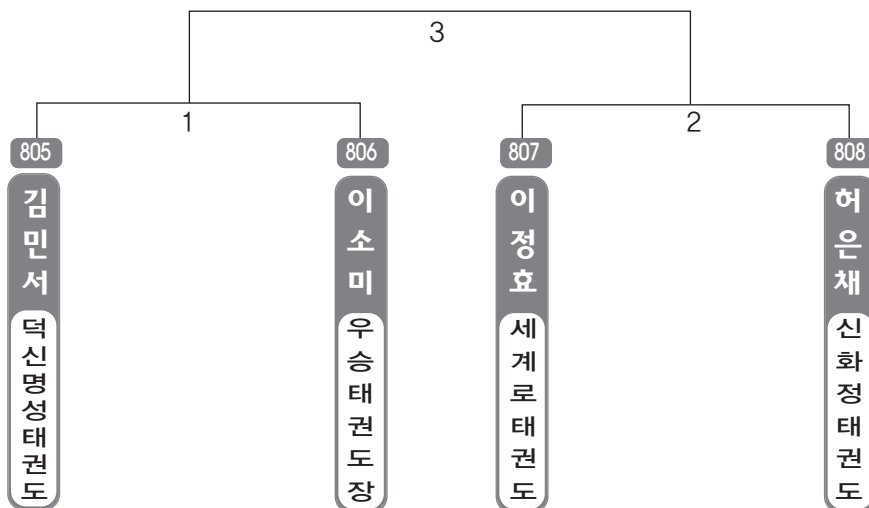 3
1
2
805
806
807
808
김민서
이소미
이정효
허은채
덕신명성태권도
우승태권도장
세계로태권도
신화정태권도